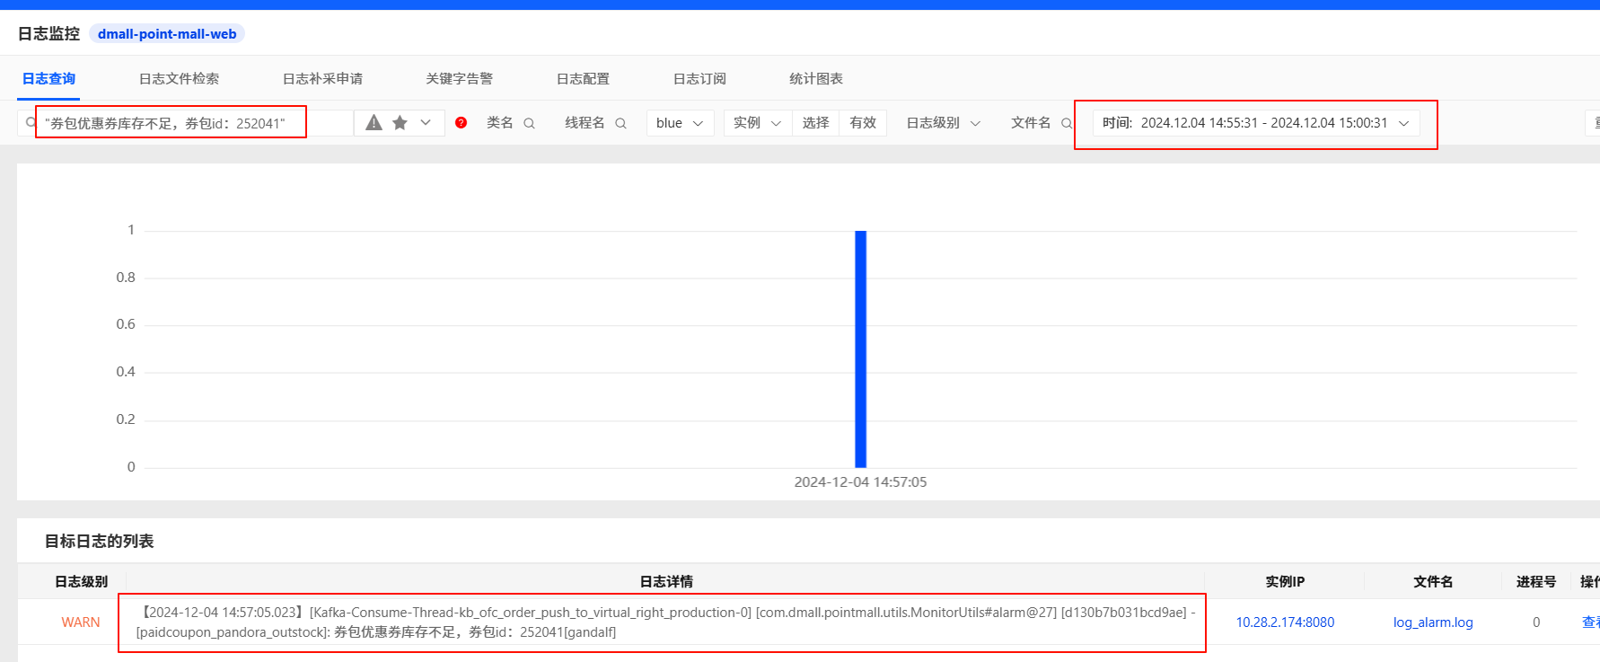 日志监控 dmall-point-mall-web
日志查询 日志文件检索 日志补采申请 关键字告警 日志配置 日志订阅 统计图表
"券包优惠券库存不足，券包id：252041" ? 类名 线程名 blue 实例 选择 有效 日志级别 文件名 时间: 2024.12.04 14:55:31 - 2024.12.04 15:00:31
1
0.8
0.6
0.4
0.2
0
2024-12-04 14:57:05
目标日志的列表
日志级别 日志详情 实例IP 文件名 进程号 操作
WARN 【2024-12-04 14:57:05.023】[Kafka-Consume-Thread-kb_ofc_order_push_to_virtual_right_production-0] [com.dmall.pointmall.utils.MonitorUtils#alarm@27] [d130b7b031bcd9ae] - 10.28.2.174:8080 log_alarm.log 0 查看
[paidcoupon_pandora_outstock]: 券包优惠券库存不足，券包id：252041[gandalf]